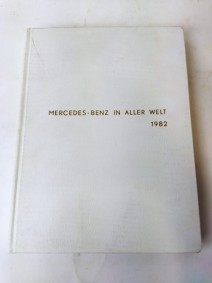 MERCEDES-BENZ IN ALLER WELT
1982